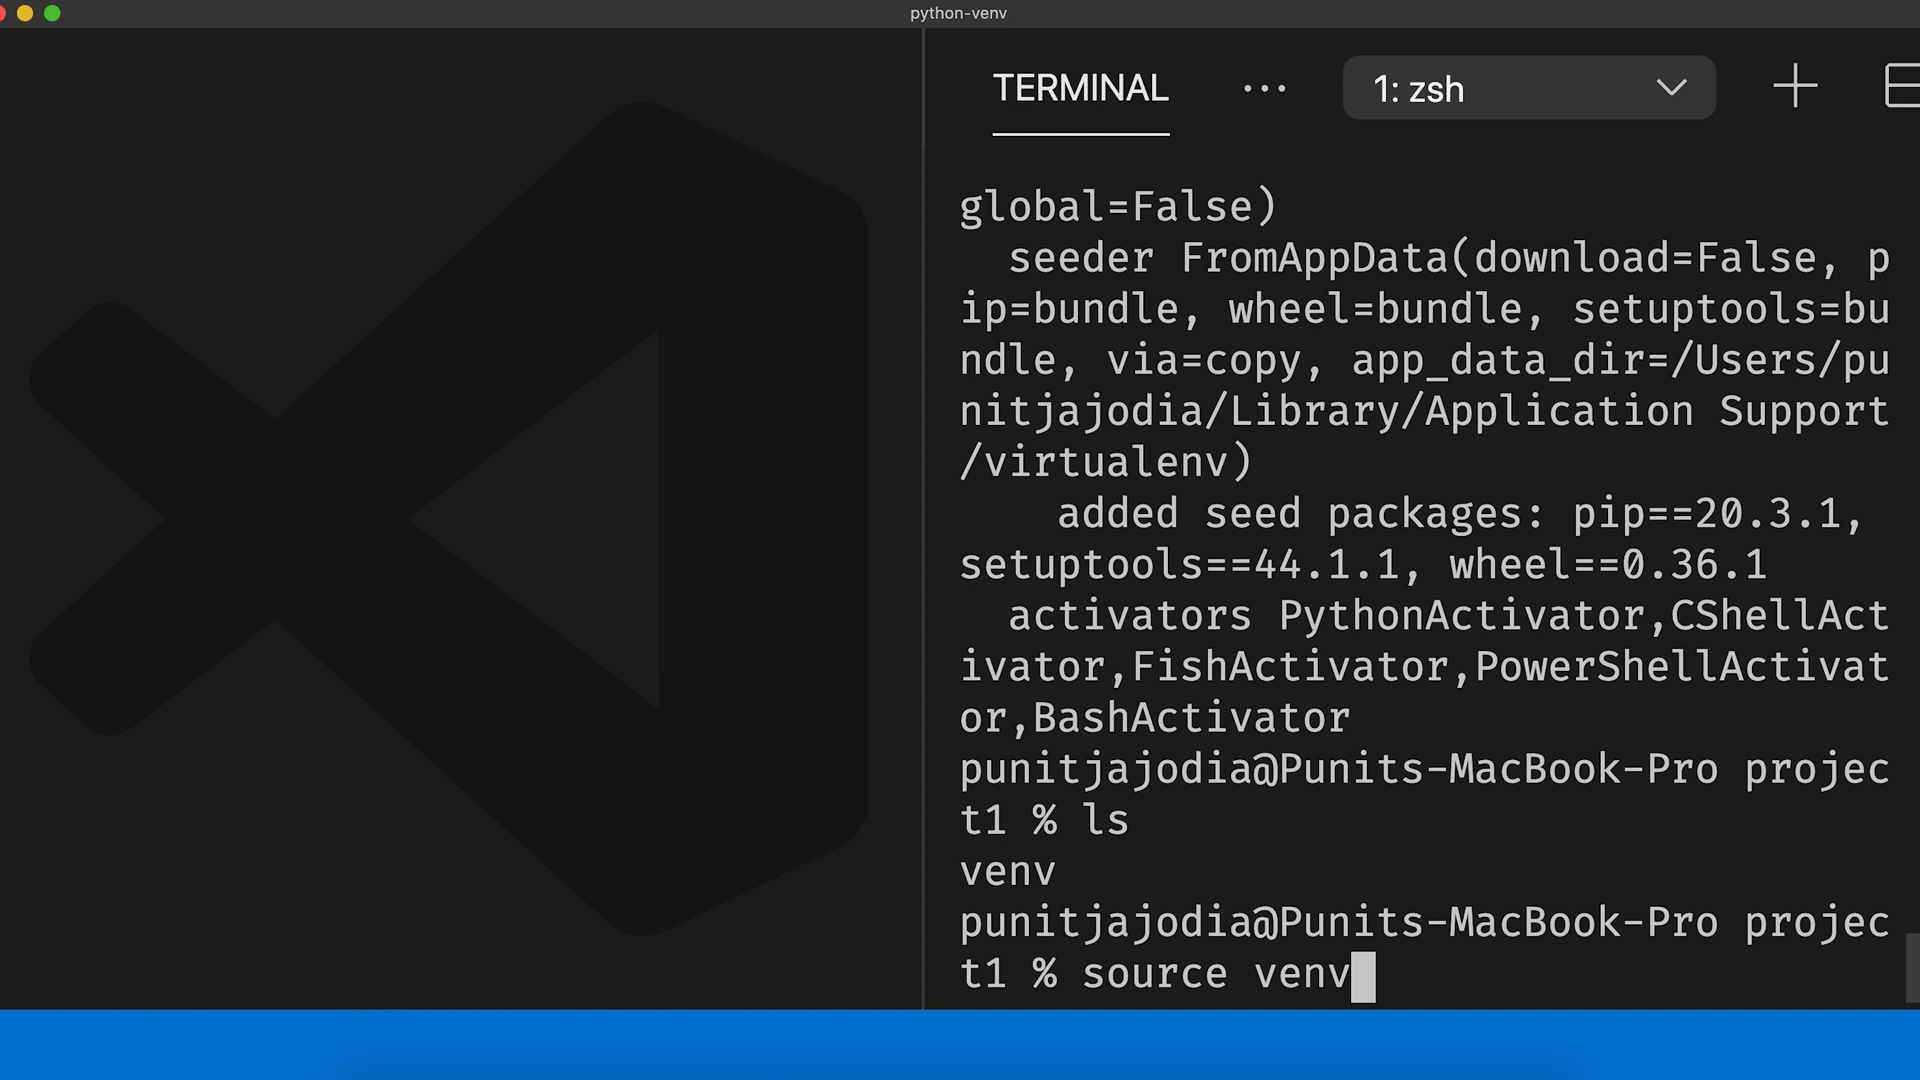 python-venv
TERMINAL ··· 1: zsh
global=False)
  seeder FromAppData(download=False, p
ip=bundle, wheel=bundle, setuptools=bu
ndle, via=copy, app_data_dir=/Users/pu
nitjajodia/Library/Application Support
/virtualenv)
    added seed packages: pip==20.3.1,
setuptools==44.1.1, wheel==0.36.1
  activators PythonActivator,CShellAct
ivator,FishActivator,PowerShellActivat
or,BashActivator
punitjajodia@Punits-MacBook-Pro projec
t1 % ls
venv
punitjajodia@Punits-MacBook-Pro projec
t1 % source venv